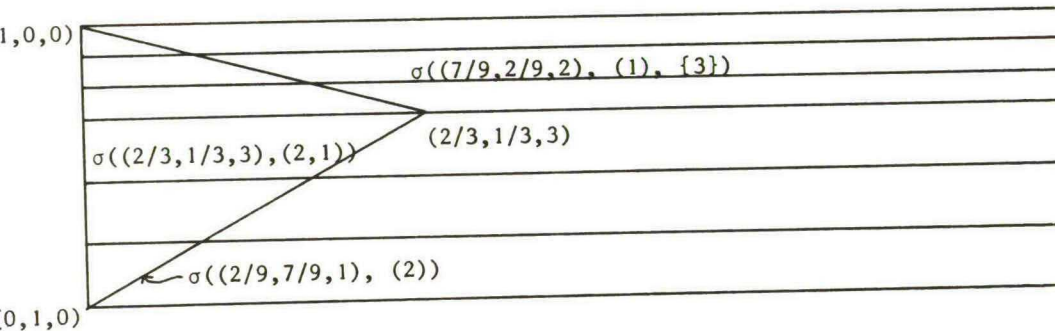 1,0,0)
σ((7/9,2/9,2), (1), {3})
(2/3,1/3,3)
σ((2/3,1/3,3),(2,1))
σ((2/9,7/9,1), (2))
(0,1,0)